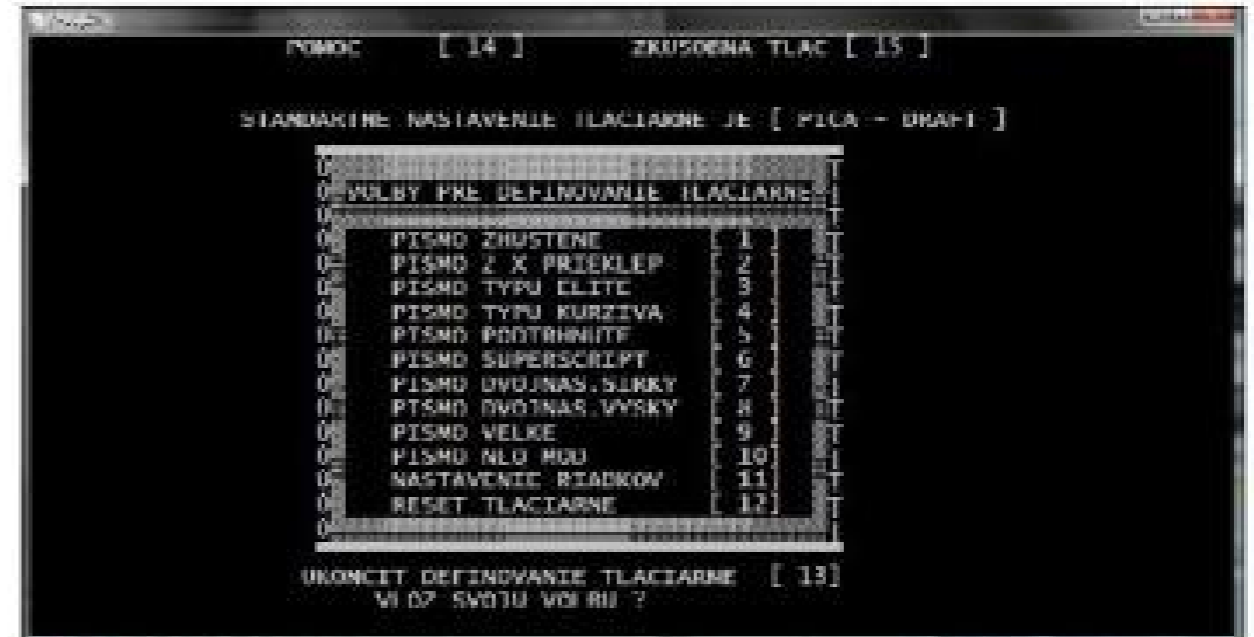 POMOC [ 14 ] ZKUSOBNA TLAC [ 15 ]
STANDARTNE NASTAVENIE TLACIARNE JE [ PICA - DRAFT ]
VOLBY PRE DEFINOVANIE TLACIARNE
PISMO ZHUSTENE [ 1 ]
PISMO 2 X PRIEKLEP [ 2 ]
PISMO TYPU ELITE [ 3 ]
PISMO TYPU KURZIVA [ 4 ]
PISMO PODTRHNUTE [ 5 ]
PISMO SUPERSCRIPT [ 6 ]
PISMO DVOJNAS.SIRKY [ 7 ]
PISMO DVOJNAS.VYSKY [ 8 ]
PISMO VELKE [ 9 ]
PISMO NLQ MOD [ 10]
NASTAVENIE RIADKOV [ 11]
RESET TLACIARNE [ 12]
UKONCIT DEFINOVANIE TLACIARNE [ 13]
VLOZ SVOJU VOLBU ?